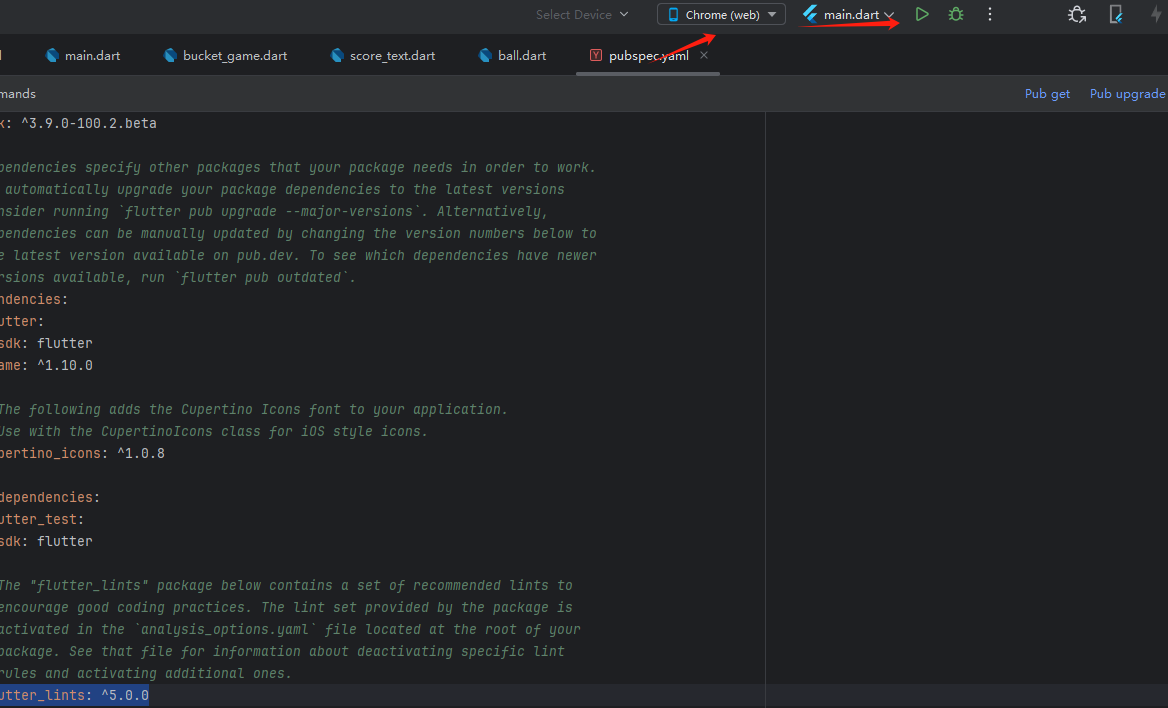 Select Device
Chrome (web)
main.dart
main.dart
bucket_game.dart
score_text.dart
ball.dart
Y pubspec.yaml
mands
Pub get
Pub upgrade
k: ^3.9.0-100.2.beta
pendencies specify other packages that your package needs in order to work.
automatically upgrade your package dependencies to the latest versions
nsider running `flutter pub upgrade --major-versions`. Alternatively,
pendencies can be manually updated by changing the version numbers below to
e latest version available on pub.dev. To see which dependencies have newer
rsions available, run `flutter pub outdated`.
ndencies:
utter:
sdk: flutter
ame: ^1.10.0
The following adds the Cupertino Icons font to your application.
Use with the CupertinoIcons class for iOS style icons.
pertino_icons: ^1.0.8
dependencies:
utter_test:
sdk: flutter
The "flutter_lints" package below contains a set of recommended lints to
encourage good coding practices. The lint set provided by the package is
activated in the `analysis_options.yaml` file located at the root of your
package. See that file for information about deactivating specific lint
rules and activating additional ones.
utter_lints: ^5.0.0